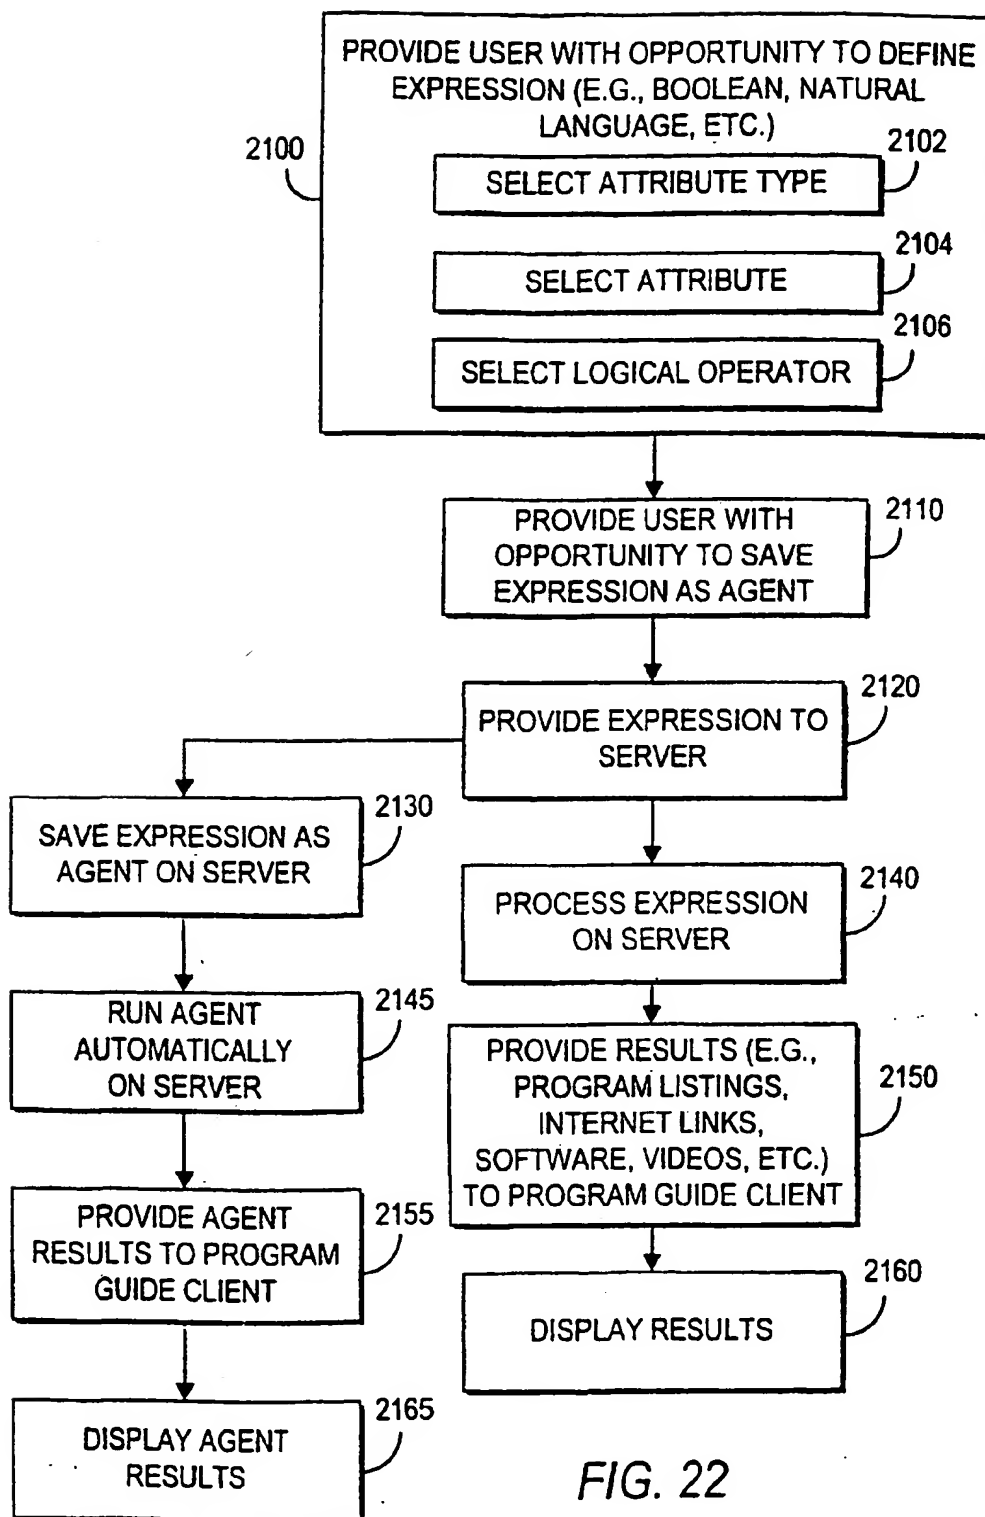 PROVIDE USER WITH OPPORTUNITY TO DEFINE
EXPRESSION (E.G., BOOLEAN, NATURAL
LANGUAGE, ETC.)
2100
2102
SELECT ATTRIBUTE TYPE
2104
SELECT ATTRIBUTE
2106
SELECT LOGICAL OPERATOR
2110
PROVIDE USER WITH
OPPORTUNITY TO SAVE
EXPRESSION AS AGENT
2120
PROVIDE EXPRESSION TO
SERVER
2130
SAVE EXPRESSION AS
AGENT ON SERVER
2140
PROCESS EXPRESSION
ON SERVER
2145
RUN AGENT
AUTOMATICALLY
ON SERVER
2150
PROVIDE RESULTS (E.G.,
PROGRAM LISTINGS,
INTERNET LINKS,
SOFTWARE, VIDEOS, ETC.)
TO PROGRAM GUIDE CLIENT
2155
PROVIDE AGENT
RESULTS TO PROGRAM
GUIDE CLIENT
2160
DISPLAY RESULTS
2165
DISPLAY AGENT
RESULTS
FIG. 22